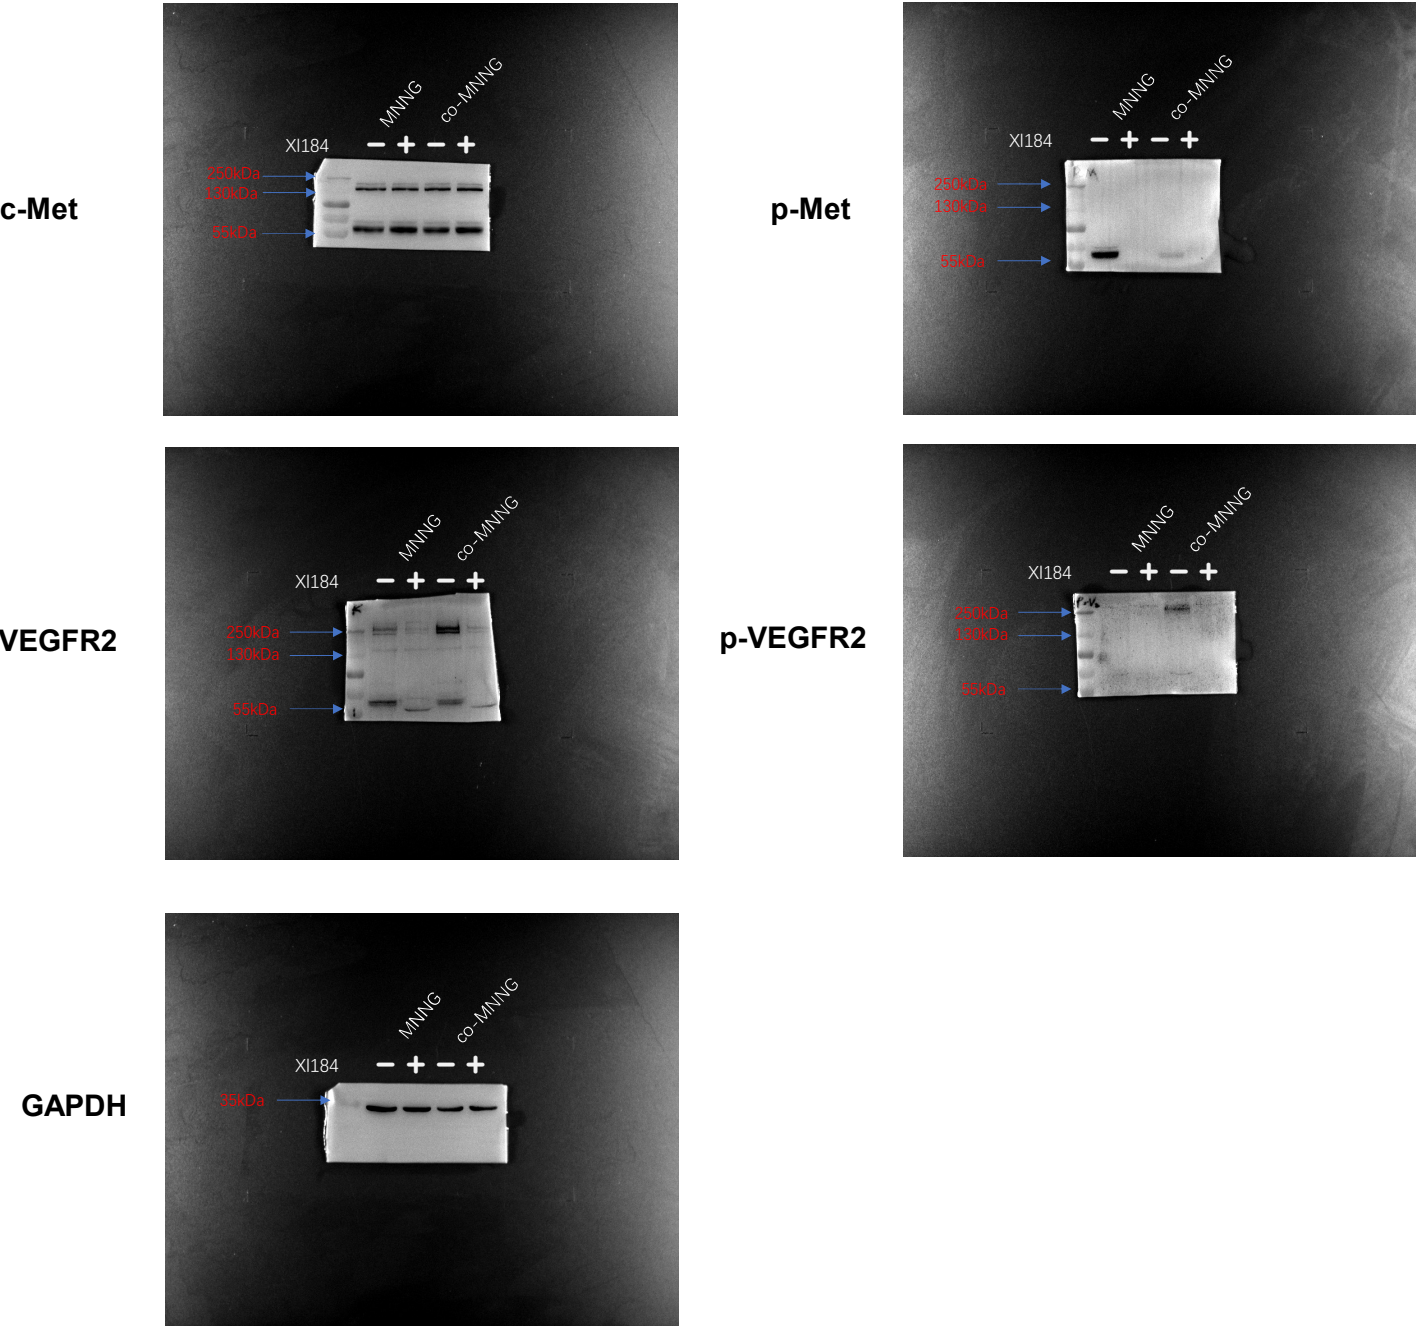 c-Met
MNNG
co-MNNG
XI184 − + − +
250kDa
130kDa
55kDa
p-Met
MNNG
co-MNNG
XI184 − + − +
250kDa
130kDa
55kDa
VEGFR2
MNNG
co-MNNG
XI184 − + − +
K
250kDa
130kDa
55kDa
p-VEGFR2
MNNG
co-MNNG
XI184 − + − +
250kDa
130kDa
55kDa
GAPDH
MNNG
co-MNNG
XI184 − + − +
35kDa